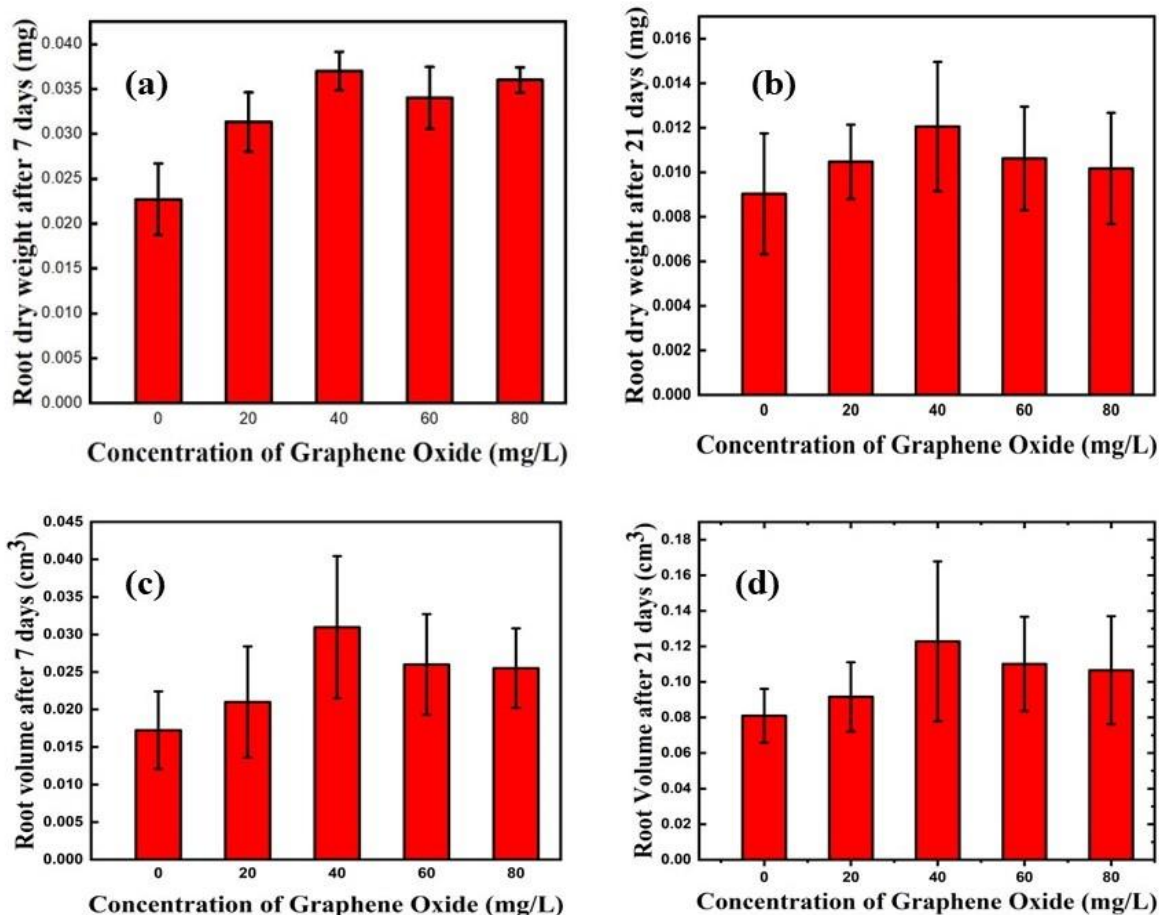 (a)
Root dry weight after 7 days (mg)
0.040
0.035
0.030
0.025
0.020
0.015
0.010
0.005
0.000
0 20 40 60 80
Concentration of Graphene Oxide (mg/L)
(b)
Root dry weight after 21 days (mg)
0.016
0.014
0.012
0.010
0.008
0.006
0.004
0.002
0.000
0 20 40 60 80
Concentration of Graphene Oxide (mg/L)
(c)
Root volume after 7 days (cm³)
0.045
0.040
0.035
0.030
0.025
0.020
0.015
0.010
0.005
0.000
0 20 40 60 80
Concentration of Graphene Oxide (mg/L)
(d)
Root Volume after 21 days (cm³)
0.18
0.16
0.14
0.12
0.10
0.08
0.06
0.04
0.02
0.00
0 20 40 60 80
Concentration of Graphene Oxide (mg/L)